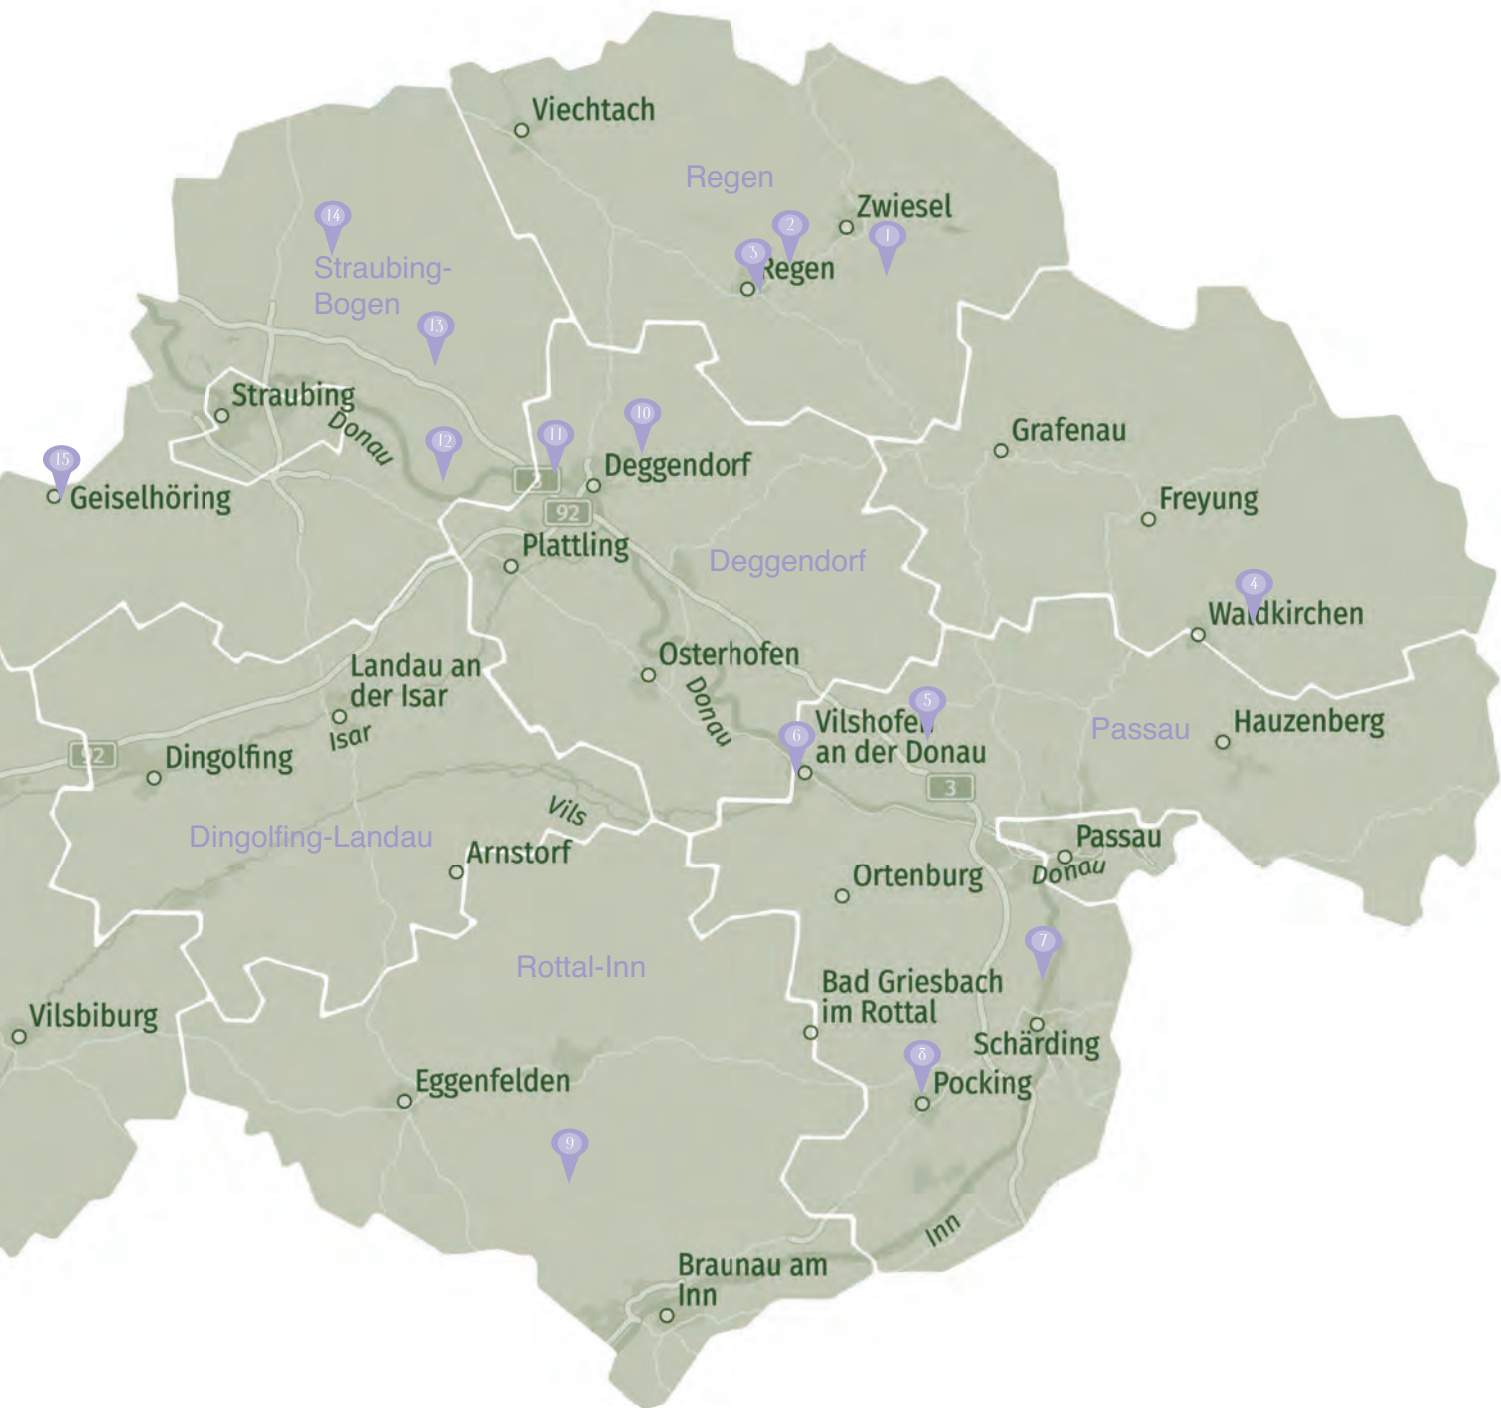 Viechtach
Regen
Zwiesel
14
2
1
3
Regen
Straubing-
Bogen
13
Straubing
Donau
10
Grafenau
12
11
15
Deggendorf
3
Geiselhöring
92
Freyung
Plattling
Deggendorf
4
Waldkirchen
Osterhofen
Landau an
der Isar
Donau
5
Vilshofen
an der Donau
Passau
Hauzenberg
6
Isar
92
Dingolfing
3
Vils
Dingolfing-Landau
Passau
Arnstorf
Donau
Ortenburg
7
Rottal-Inn
Bad Griesbach
im Rottal
Vilsbiburg
Schärding
8
Eggenfelden
Pocking
9
Inn
Braunau am
Inn